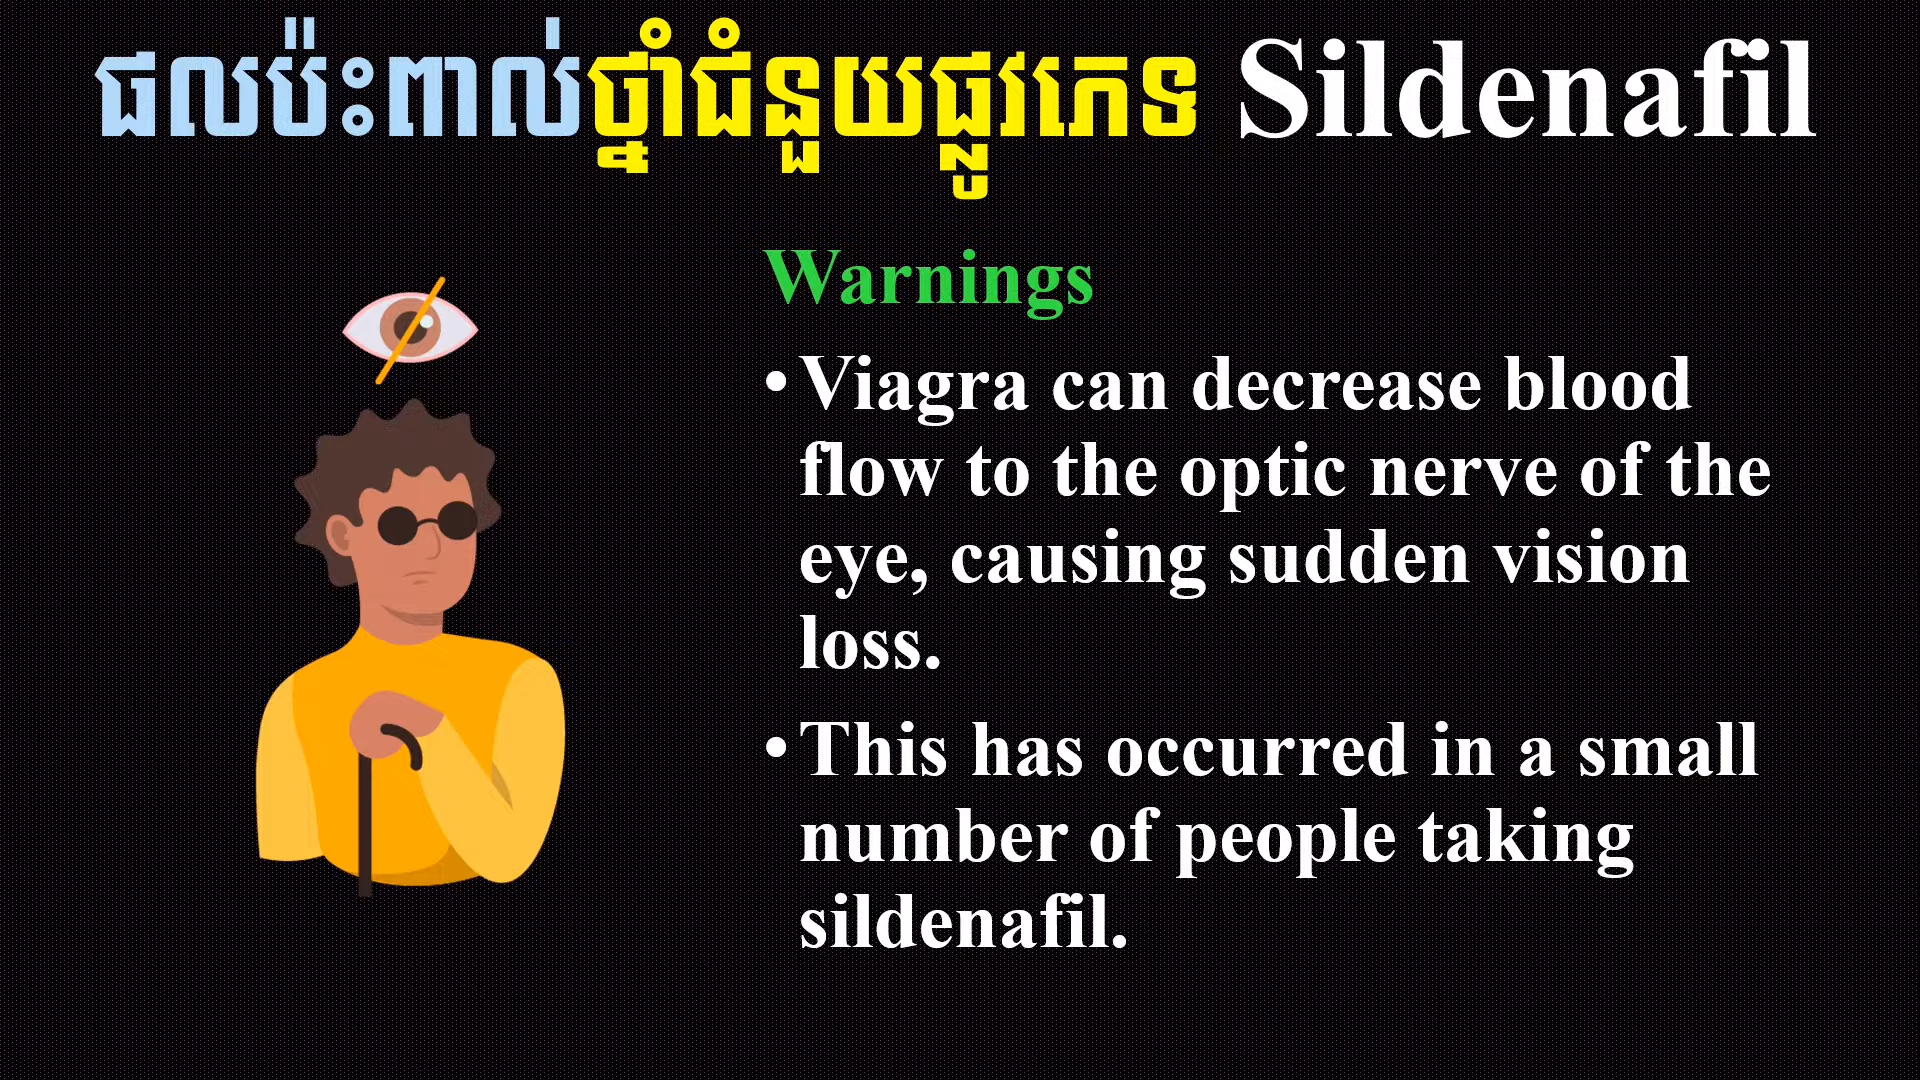 ផលប៉ះពាល់ថ្នាំជំនួយផ្លូវភេទ Sildenafil
Warnings
• Viagra can decrease blood
flow to the optic nerve of the
eye, causing sudden vision
loss.
• This has occurred in a small
number of people taking
sildenafil.